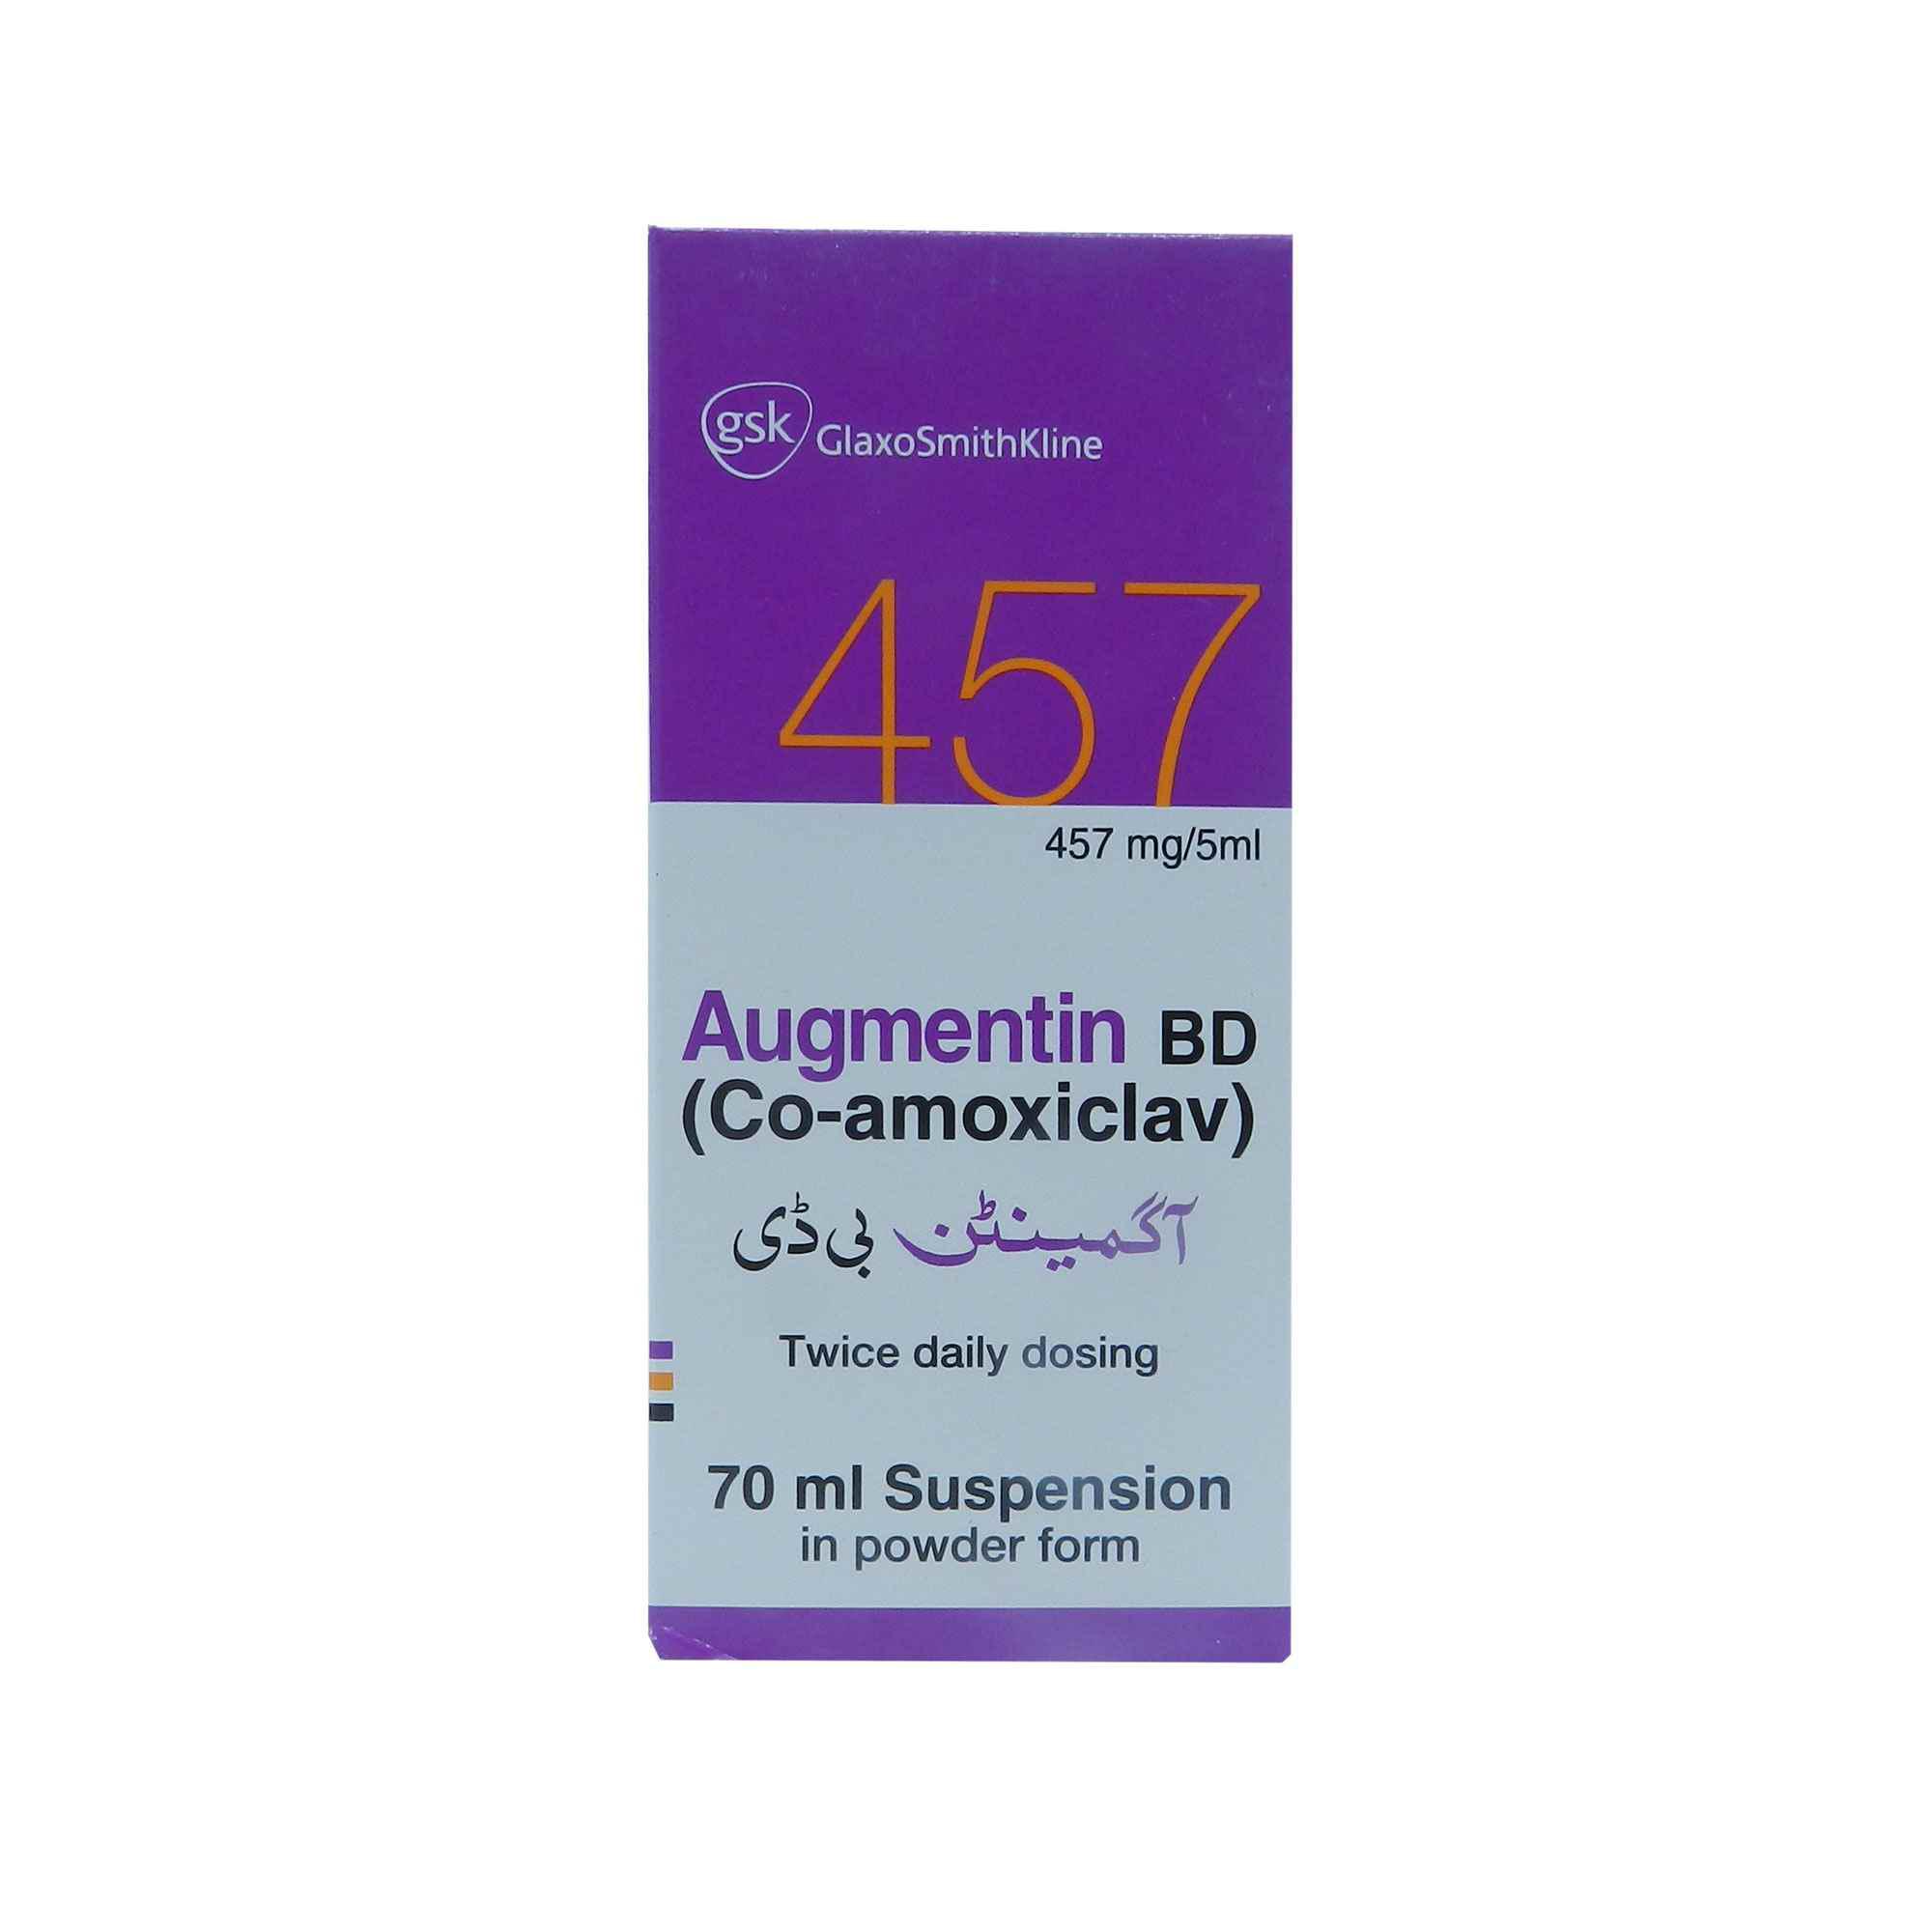 gsk GlaxoSmithKline
457
457 mg/5ml
Augmentin BD
(Co-amoxiclav)
آگمینٹن بی ڈی
Twice daily dosing
70 ml Suspension
in powder form